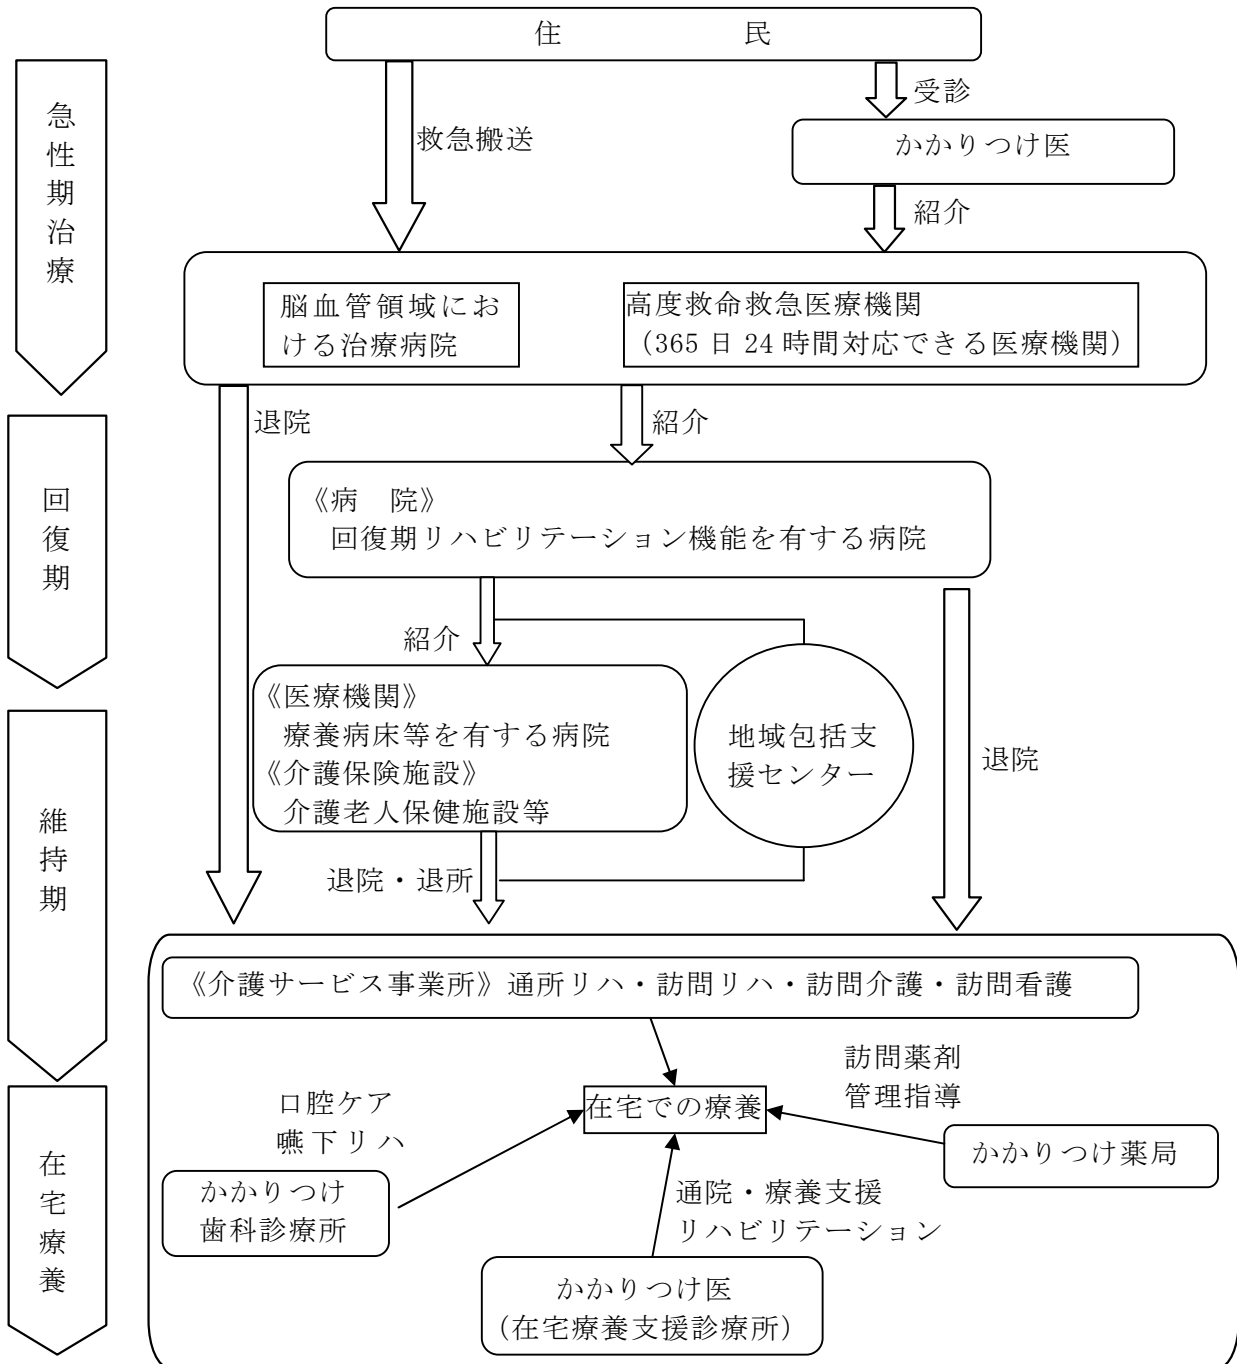 住　　　民
急性期治療
受診
救急搬送
かかりつけ医
紹介
脳血管領域にお
ける治療病院
高度救命救急医療機関
（365 日 24 時間対応できる医療機関）
退院
紹介
回復期
《病　院》
回復期リハビリテーション機能を有する病院
紹介
《医療機関》
療養病床等を有する病院
《介護保険施設》
介護老人保健施設等
地域包括支
援センター
退院
維持期
退院・退所
《介護サービス事業所》通所リハ・訪問リハ・訪問介護・訪問看護
訪問薬剤
管理指導
口腔ケア
嚥下リハ
在宅での療養
かかりつけ薬局
在宅療養
かかりつけ
歯科診療所
通院・療養支援
リハビリテーション
かかりつけ医
（在宅療養支援診療所）